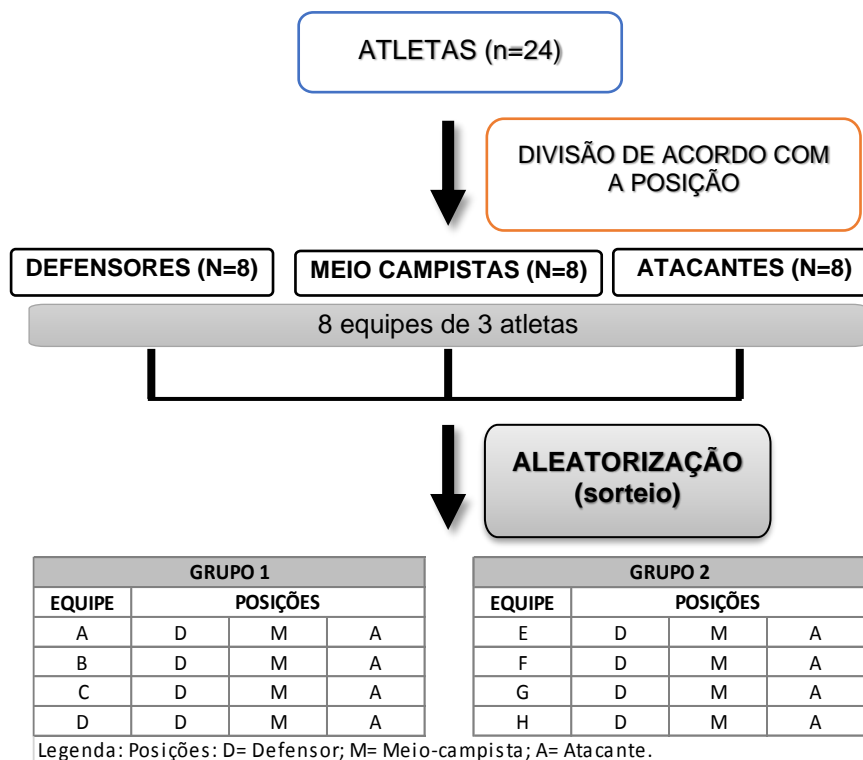 ATLETAS (n=24)
DIVISÃO DE ACORDO COM
A POSIÇÃO
DEFENSORES (N=8)
MEIO CAMPISTAS (N=8)
ATACANTES (N=8)
8 equipes de 3 atletas
ALEATORIZAÇÃO
(sorteio)
GRUPO 1
EQUIPE POSIÇÕES
A D M A
B D M A
C D M A
D D M A
GRUPO 2
EQUIPE POSIÇÕES
E D M A
F D M A
G D M A
H D M A
Legenda: Posições: D= Defensor; M= Meio-campista; A= Atacante.